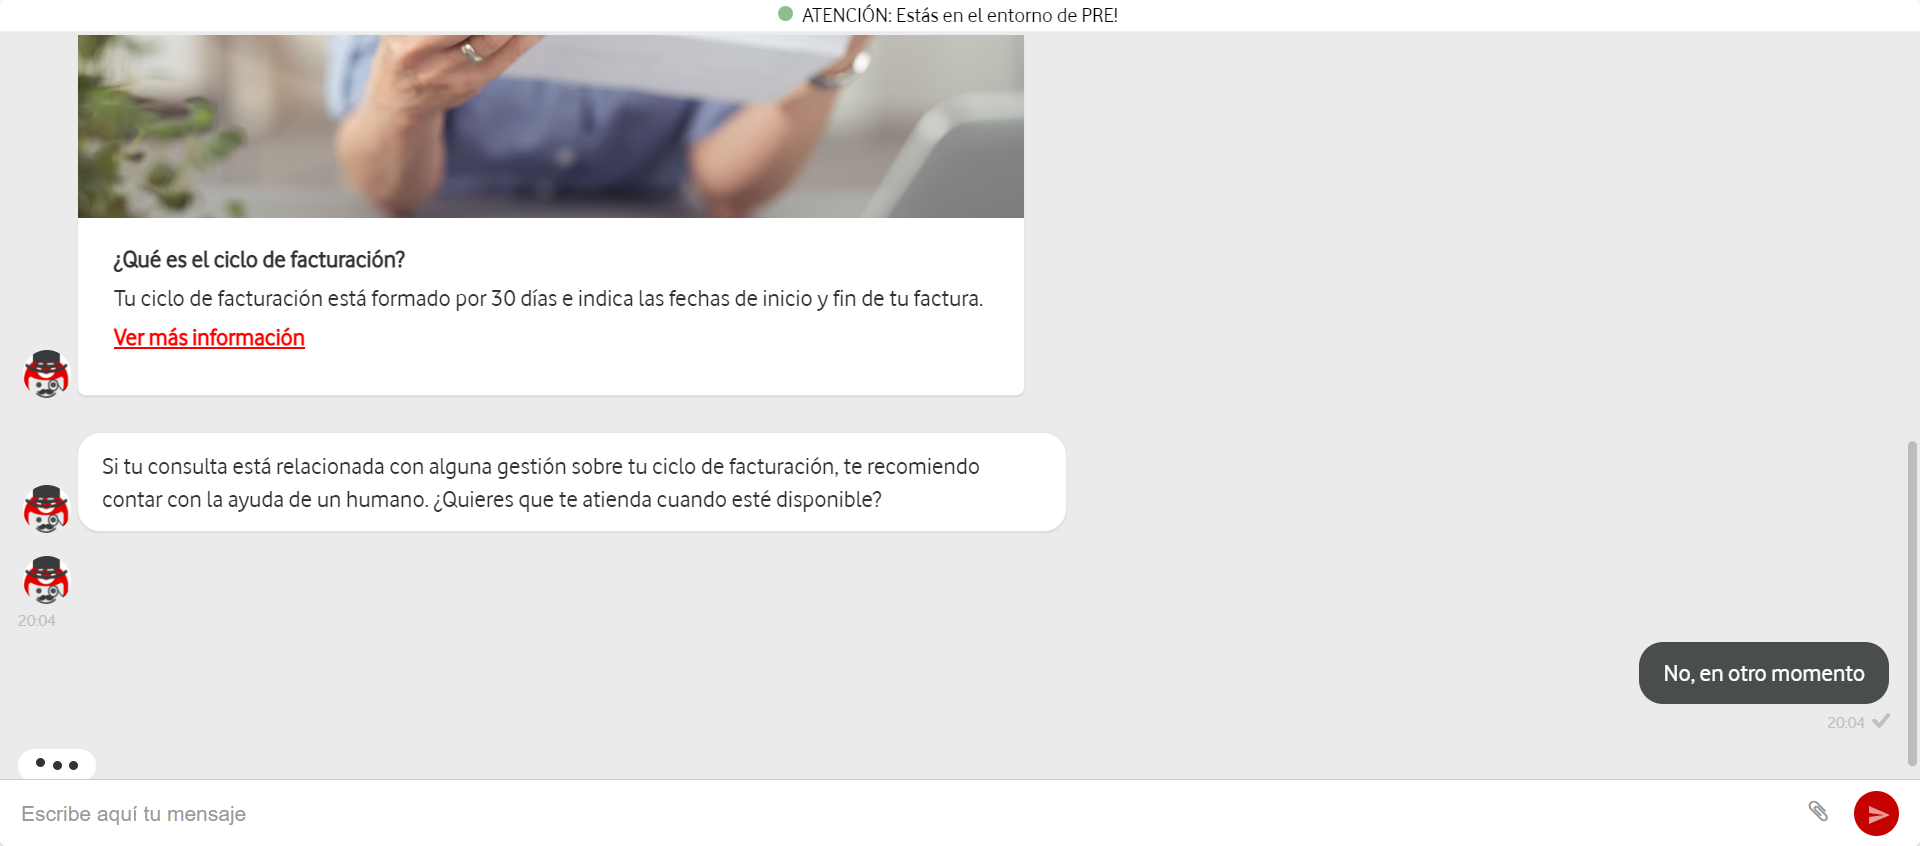 ATENCIÓN: Estás en el entorno de PRE!
¿Qué es el ciclo de facturación?
Tu ciclo de facturación está formado por 30 días e indica las fechas de inicio y fin de tu factura.
Ver más información
Si tu consulta está relacionada con alguna gestión sobre tu ciclo de facturación, te recomiendo
contar con la ayuda de un humano. ¿Quieres que te atienda cuando esté disponible?
20:04
No, en otro momento
20:04
Escribe aquí tu mensaje